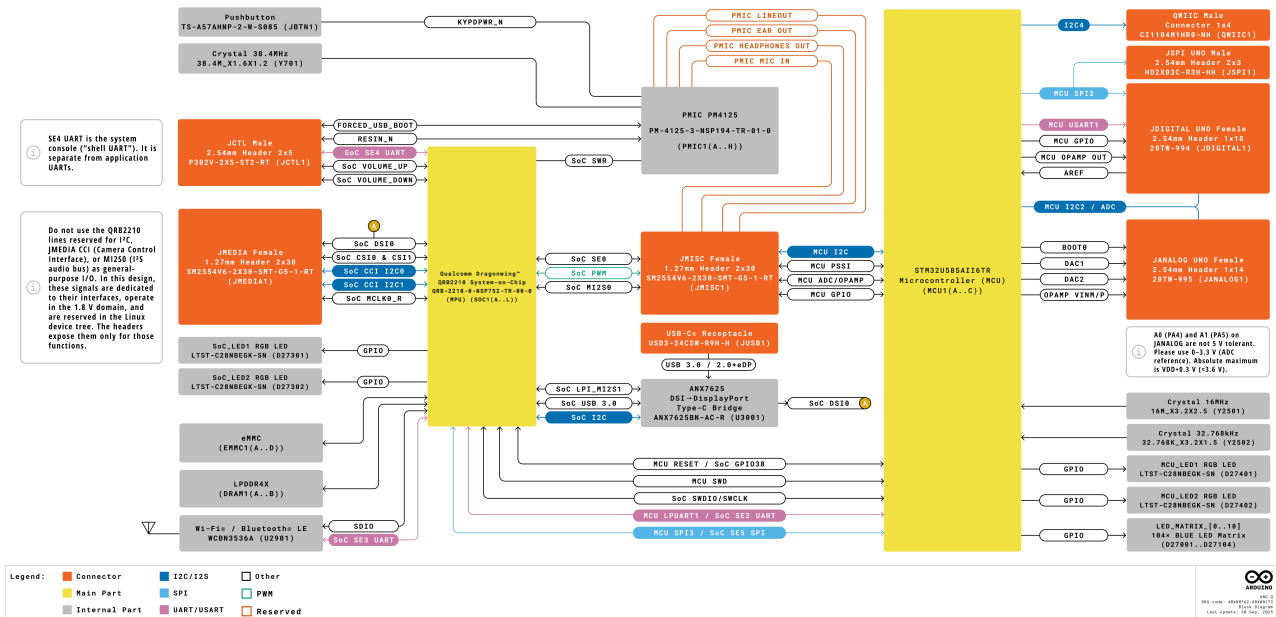 Pushbutton
TS-A57AHNP-2-W-S085 (JBTN1)
Crystal 38.4MHz
38.4M_X1.6X1.2 (Y701)
KYPDPWR_N
PMIC LINEOUT
PMIC EAR OUT
PMIC HEADPHONES OUT
PMIC MIC IN
PMIC PM4125
PM-4125-3-NSP194-TR-01-0
(PMIC1(A..H))
SE4 UART is the system
console ("shell UART"). It is
separate from application
UARTs.
JCTL Male
2.54mm Header 2x5
P302V-2X5-ST2-RT (JCTL1)
FORCED_USB_BOOT
RESIN_N
SoC SE4 UART
SoC VOLUME_UP
SoC VOLUME_DOWN
SoC SWR
Do not use the QRB2210
lines reserved for I²C,
JMEDIA CCI (Camera Control
Interface), or MI2S0 (I²S
audio bus) as general-
purpose I/O. In this design,
these signals are dedicated
to their interfaces, operate
in the 1.8 V domain, and
are reserved in the Linux
device tree. The headers
expose them only for those
functions.
JMEDIA Female
1.27mm Header 2x30
SM2554V6-2X30-SMT-G5-1-RT
(JMEDIA1)
A
SoC DSI0
SoC CSI0 & CSI1
SoC CCI I2C0
SoC CCI I2C1
SoC MCLK0_R
Qualcomm Dragonwing™
QRB2210 System-on-Chip
QRB-2210-0-NSP752-TR-00-0
(MPU) (SOC1(A..L))
SoC SE0
SoC PWM
SoC MI2S0
JMISC Female
1.27mm Header 2x30
SM2554V6-2X30-SMT-G5-1-RT
(JMISC1)
MCU I2C
MCU PSSI
MCU ADC/OPAMP
MCU GPIO
STM32U585AII6TR
Microcontroller (MCU)
(MCU1(A..C))
I2C4
QWIIC Male
Connector 1x4
CI1104M1HR0-NH (QWIIC1)
JSPI UNO Male
2.54mm Header 2x3
HD2X03C-R3H-HH (JSPI1)
MCU SPI2
MCU USART1
MCU GPIO
MCU OPAMP OUT
AREF
JDIGITAL UNO Female
2.54mm Header 1x18
20TW-994 (JDIGITAL1)
MCU I2C2 / ADC
BOOT0
DAC1
DAC2
OPAMP VINM/P
JANALOG UNO Female
2.54mm Header 1x14
20TW-995 (JANALOG1)
A0 (PA4) and A1 (PA5) on
JANALOG are not 5 V tolerant.
Please use 0–3.3 V (ADC
reference). Absolute maximum
is VDD+0.3 V (≈3.6 V).
SoC_LED1 RGB LED
LTST-C28NBEGK-SN (D27301)
GPIO
SoC_LED2 RGB LED
LTST-C28NBEGK-SN (D27302)
GPIO
USB-C® Receptacle
USB3-24CSW-R9H-H (JUSB1)
USB 3.0 / 2.0+eDP
SoC LPI_MI2S1
SoC USB 3.0
SoC I2C
ANX7625
DSI→DisplayPort
Type-C Bridge
ANX7625BN-AC-R (U3001)
SoC DSI0
A
eMMC
(EMMC1(A..D))
LPDDR4X
(DRAM1(A..B))
Wi-Fi® / Bluetooth® LE
WCBN3536A (U2901)
SDIO
SoC SE3 UART
MCU RESET / SoC GPIO38
MCU SWD
SoC SWDIO/SWCLK
MCU LPUART1 / SoC SE2 UART
MCU SPI3 / SoC SE5 SPI
Crystal 16MHz
16M_X3.2X2.5 (Y2501)
Crystal 32.768kHz
32.768K_X3.2X1.5 (Y2502)
GPIO
MCU_LED1 RGB LED
LTST-C28NBEGK-SN (D27401)
GPIO
MCU_LED2 RGB LED
LTST-C28NBEGK-SN (D27402)
GPIO
LED_MATRIX_[0..10]
104× BLUE LED Matrix
(D27001..D27104)
Legend:
Connector
Main Part
Internal Part
I2C/I2S
SPI
UART/USART
Other
PWM
Reserved
ARDUINO
UNO Q
SKU code: ABX00162-ABX00173
Block Diagram
Last update: 30 Sep, 2025